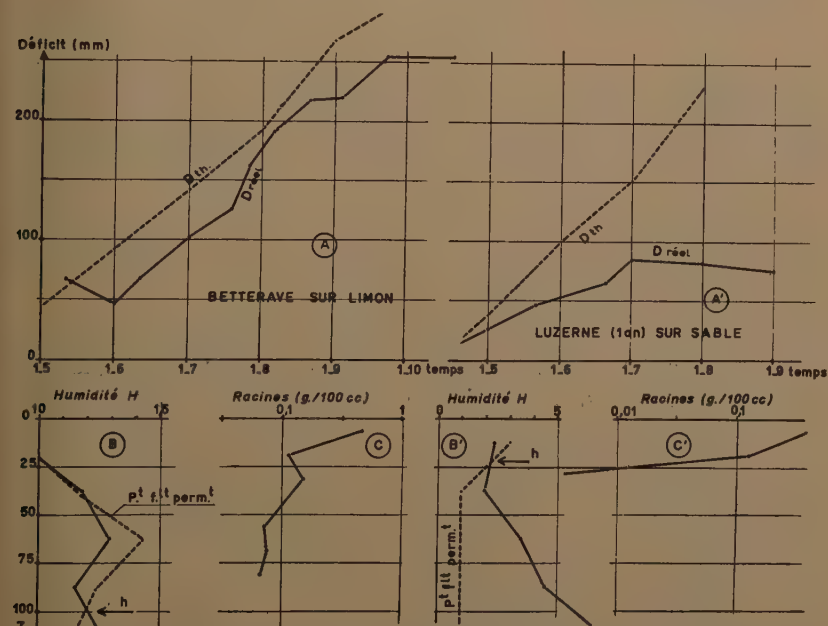 Déficit (mm)
200
100
0
D th.
D réel
A
BETTERAVE SUR LIMON
1.5 1.6 1.7 1.8 1.9 1.10 temps
D th
D réel
A'
LUZERNE (1an) SUR SABLE
1.5 1.6 1.7 1.8 1.9 temps
Humidité H
10 15
0
25
50
75
100
B
P.t f.lt perm.t
h
Racines (g./100 cc)
0,1 1
C
Humidité H
0 5
B'
h
Pt flt perm.t
Racines (g./100 cc)
0,01 0,1
C'